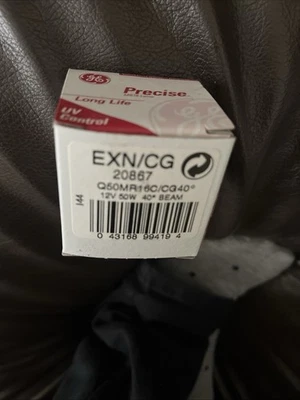 GE
Precise
Long Life
UV
Control
EXN/CG
20867
Q50MR16C/CG40°
12V 50W 40° BEAM
I44
0 43168 99419 4